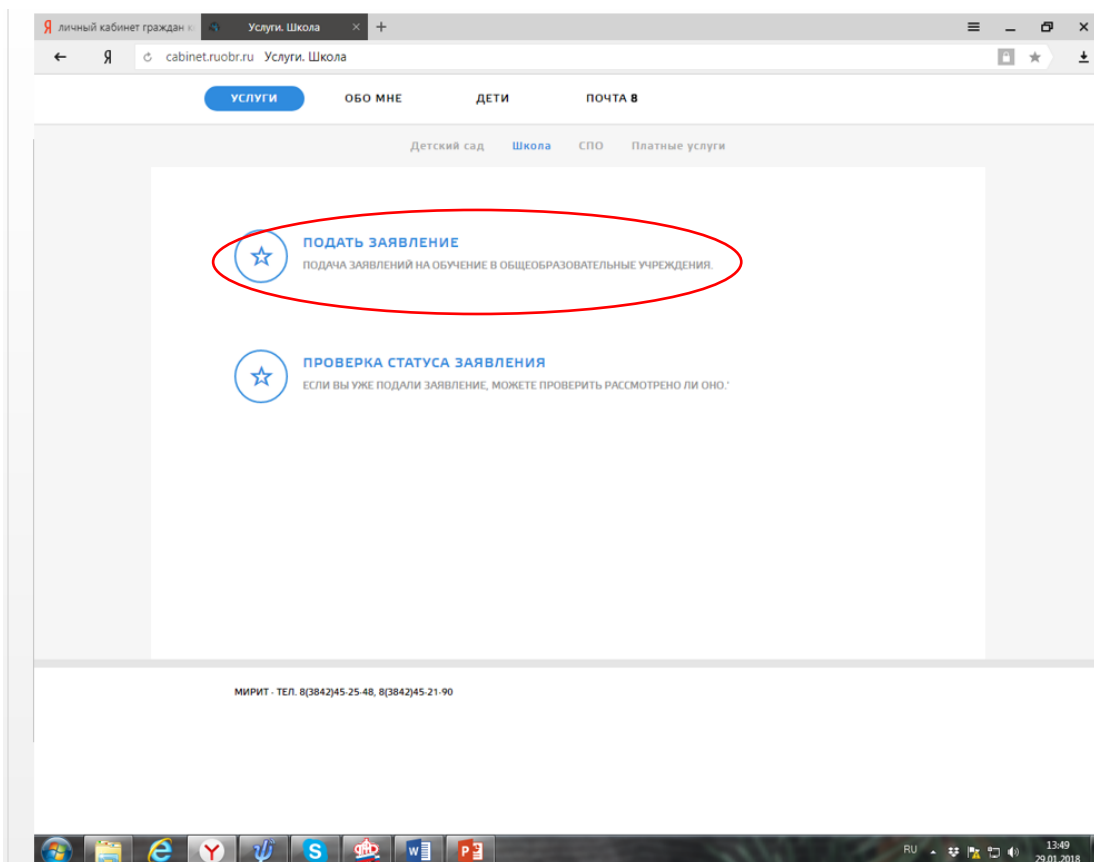 Я личный кабинет граждан к
Услуги. Школа
Я cabinet.ruobr.ru Услуги. Школа
УСЛУГИ ОБО МНЕ ДЕТИ ПОЧТА 8
Детский сад Школа СПО Платные услуги
ПОДАТЬ ЗАЯВЛЕНИЕ
ПОДАЧА ЗАЯВЛЕНИЙ НА ОБУЧЕНИЕ В ОБЩЕОБРАЗОВАТЕЛЬНЫЕ УЧРЕЖДЕНИЯ.
ПРОВЕРКА СТАТУСА ЗАЯВЛЕНИЯ
ЕСЛИ ВЫ УЖЕ ПОДАЛИ ЗАЯВЛЕНИЕ, МОЖЕТЕ ПРОВЕРИТЬ РАССМОТРЕНО ЛИ ОНО.'
МИРИТ - ТЕЛ. 8(3842)45-25-48, 8(3842)45-21-90
RU 13:49
29.01.2018